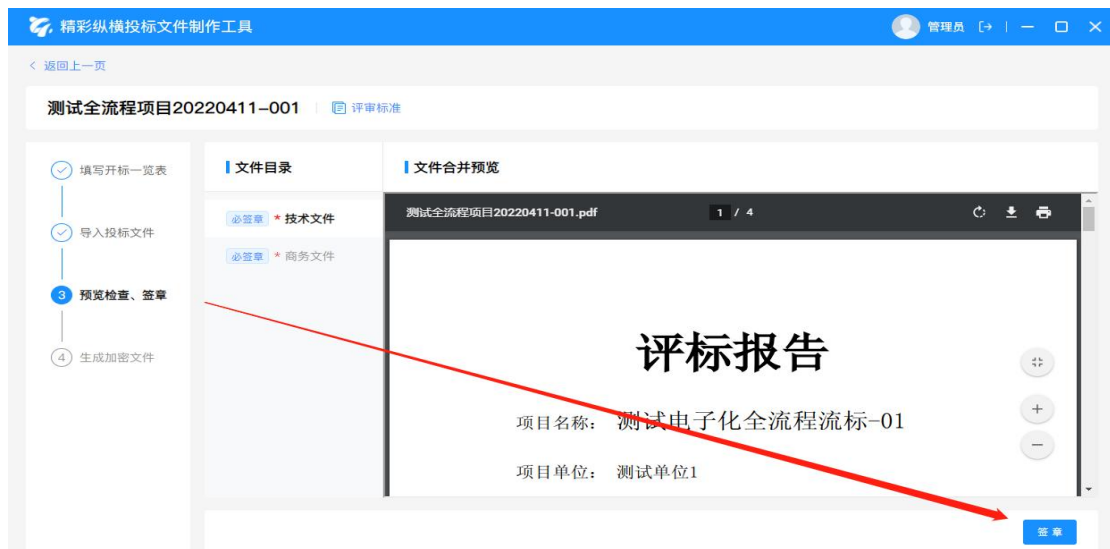 精彩纵横投标文件制作工具
管理员
返回上一页
测试全流程项目20220411-001
评审标准
填写开标一览表
导入投标文件
3 预览检查、签章
4 生成加密文件
文件目录
必签章 * 技术文件
必签章 * 商务文件
文件合并预览
测试全流程项目20220411-001.pdf 1 / 4
评标报告
项目名称: 测试电子化全流程流标-01
项目单位: 测试单位1
签章